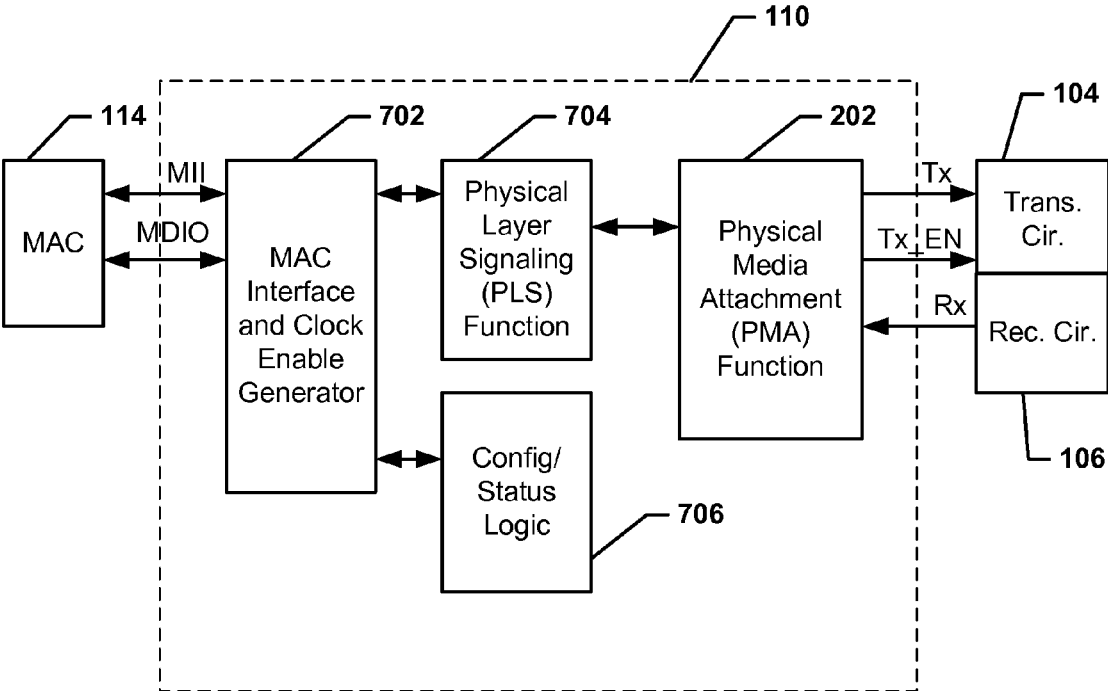 110
114
702
704
202
104
MII
MDIO
MAC
MAC
Interface
and Clock
Enable
Generator
Physical
Layer
Signaling
(PLS)
Function
Physical
Media
Attachment
(PMA)
Function
Tx
Tx_EN
Rx
Trans.
Cir.
Rec. Cir.
106
Config/
Status
Logic
706